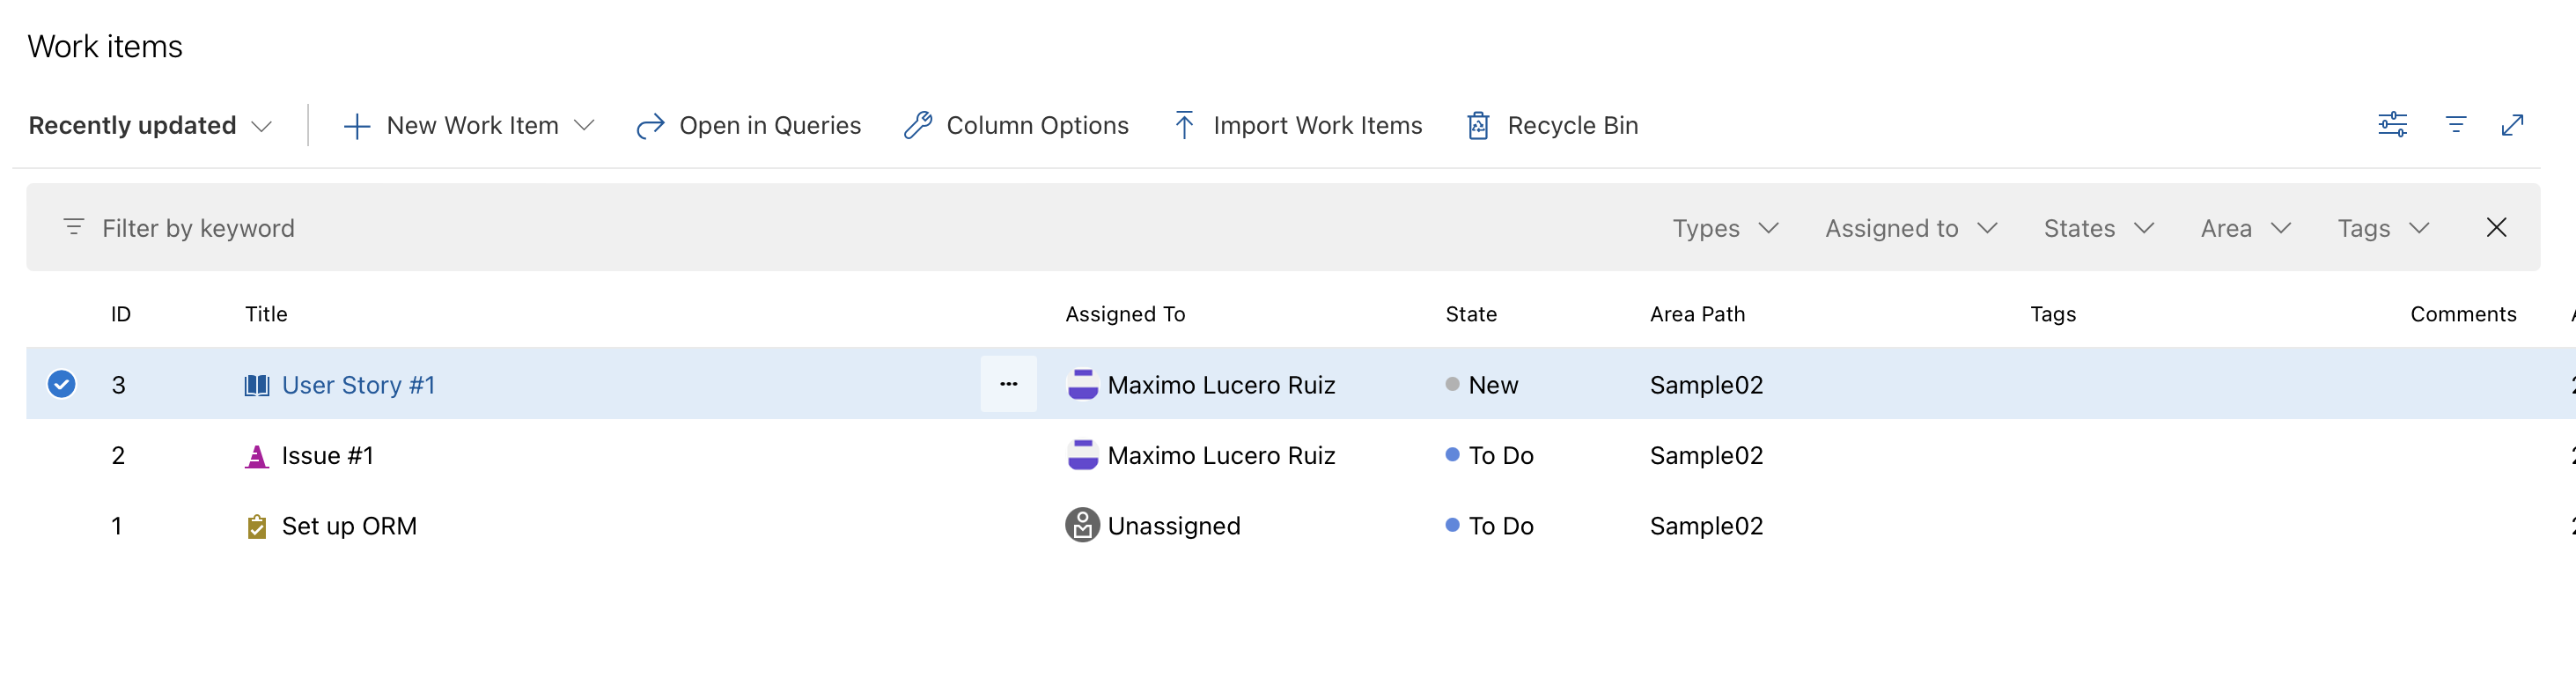 Work items
Recently updated New Work Item Open in Queries Column Options Import Work Items Recycle Bin
Filter by keyword Types Assigned to States Area Tags
ID Title Assigned To State Area Path Tags Comments
3 User Story #1 ... Maximo Lucero Ruiz New Sample02
2 Issue #1 Maximo Lucero Ruiz To Do Sample02
1 Set up ORM Unassigned To Do Sample02